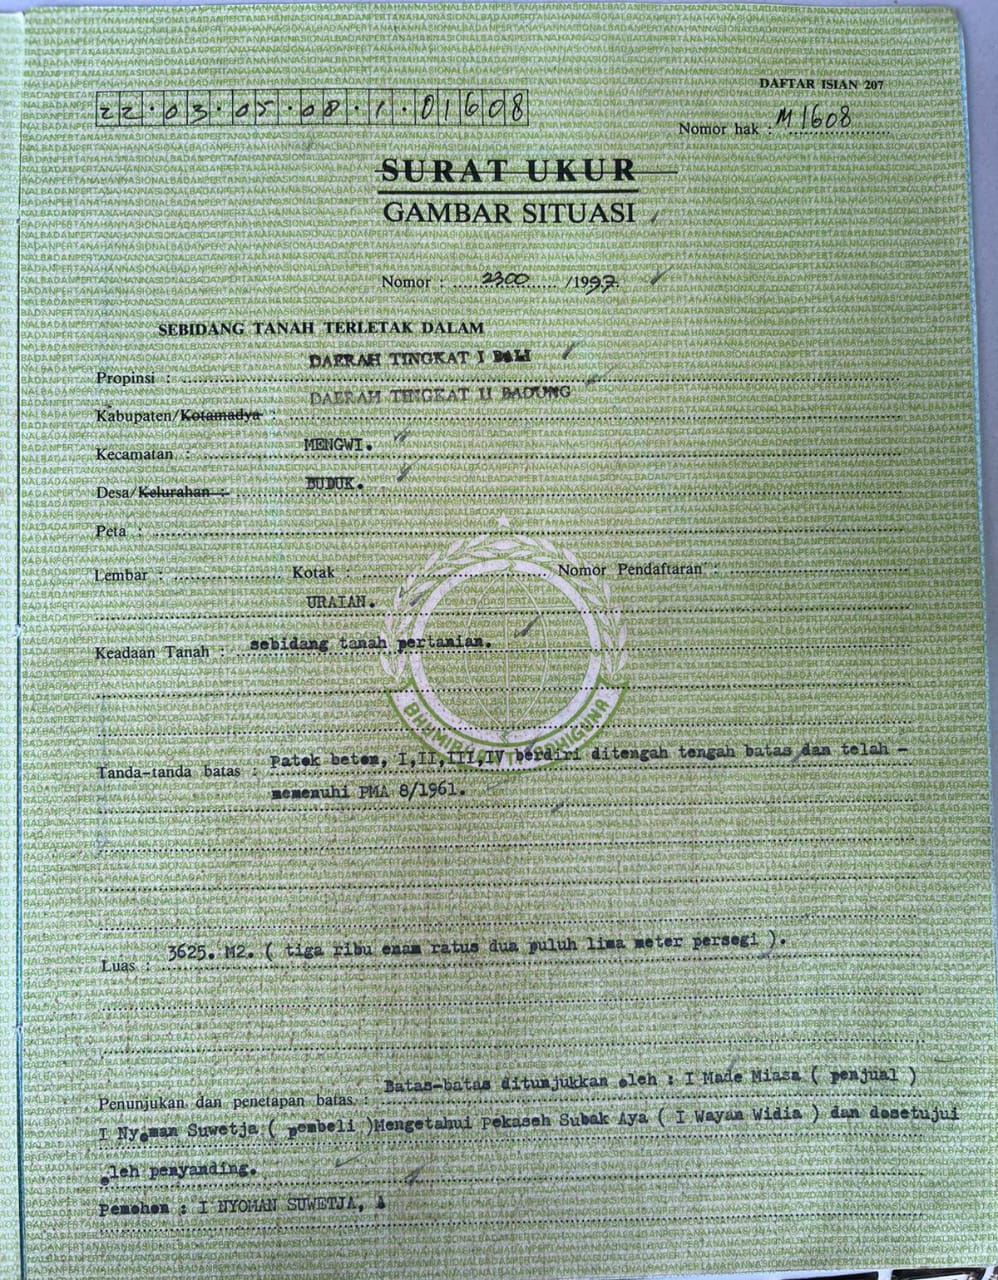 DAFTAR ISIAN 207
22.03.05.08.1.01608
Nomor hak : M 1608
SURAT UKUR
GAMBAR SITUASI
Nomor : 2300 /1997.
SEBIDANG TANAH TERLETAK DALAM
Propinsi : DAERAH TINGKAT I BALI
Kabupaten/Kotamadya : DAERAH TINGKAT II BADUNG
Kecamatan : MENGWI.
Desa/Kelurahan : BUDUK.
Peta :
Lembar : Kotak : Nomor Pendaftaran :
URAIAN.
Keadaan Tanah : sebidang tanah pertanian.
Tanda-tanda batas : Patok beton, I,II,III,IV berdiri ditengah tengah batas dan telah -
memenuhi PMA 8/1961.
Luas : 3625. M2. ( tiga ribu enam ratus dua puluh lima meter persegi ).
Penunjukan dan penetapan batas : Batas-batas ditunjukkan oleh : I Made Miasa ( penjual )
I Nyoman Suwetja ( pembeli )Mengetahui Pekaseh Subak Aya ( I Wayan Widia ) dan dosetujui
oleh penyanding.
Pemohon : I NYOMAN SUWETJA,